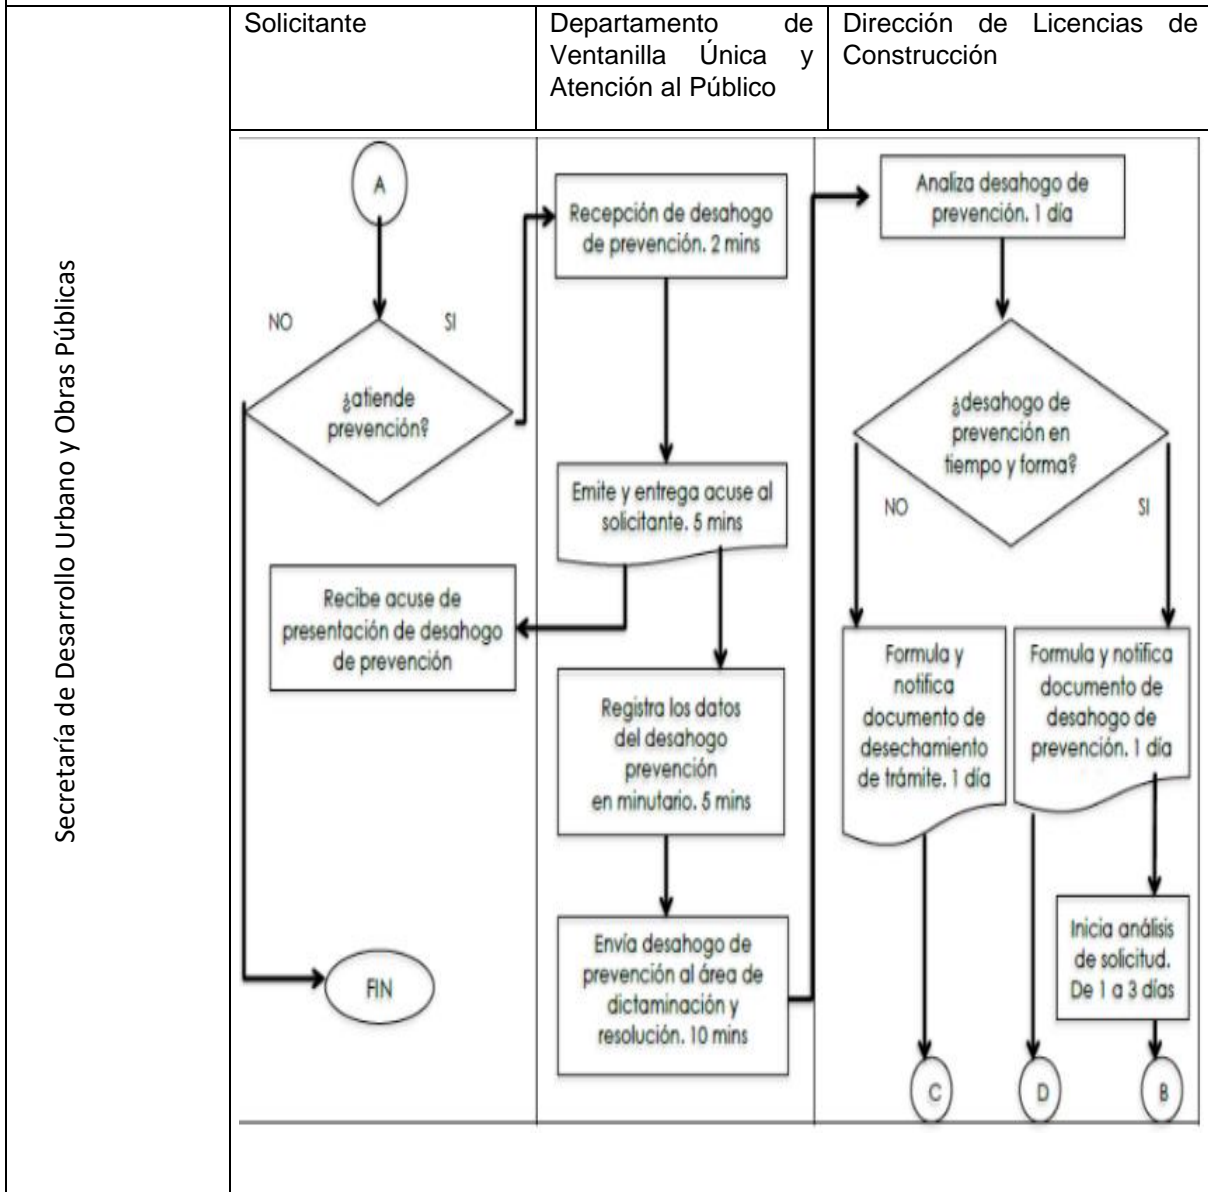 Solicitante
Departamento de
Ventanilla Única y
Atención al Público
Dirección de Licencias de
Construcción
Secretaría de Desarrollo Urbano y Obras Públicas
A
NO
SI
¿atiende
prevención?
Recibe acuse de
presentación de desahogo
de prevención
FIN
Recepción de desahogo
de prevención. 2 mins
Emite y entrega acuse al
solicitante. 5 mins
Registra los datos
del desahogo
prevención
en minutario. 5 mins
Envía desahogo de
prevención al área de
dictaminación y
resolución. 10 mins
Analiza desahogo de
prevención. 1 día
¿desahogo de
prevención en
tiempo y forma?
NO
SI
Formula y
notifica
documento de
desechamiento
de trámite. 1 día
Formula y notifica
documento de
desahogo de
prevención. 1 día
Inicia análisis
de solicitud.
De 1 a 3 días
C
D
B